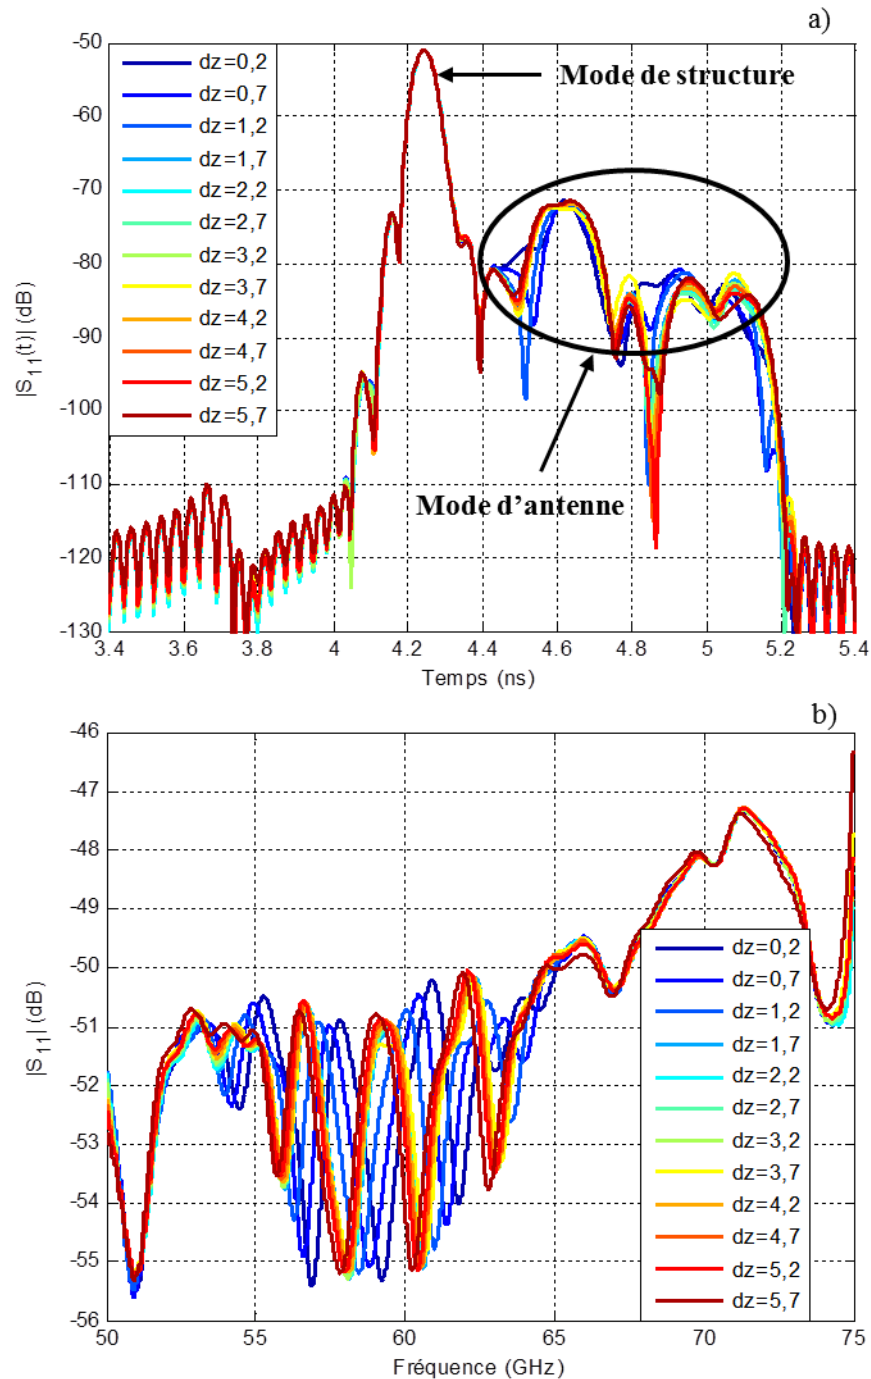 a)
-50
-60
-70
-80
-90
-100
-110
-120
-130
|S11(t)| (dB)
dz=0,2
dz=0,7
dz=1,2
dz=1,7
dz=2,2
dz=2,7
dz=3,2
dz=3,7
dz=4,2
dz=4,7
dz=5,2
dz=5,7
Mode de structure
Mode d’antenne
3.4 3.6 3.8 4 4.2 4.4 4.6 4.8 5 5.2 5.4
Temps (ns)
b)
-46
-47
-48
-49
-50
-51
-52
-53
-54
-55
-56
|S11| (dB)
dz=0,2
dz=0,7
dz=1,2
dz=1,7
dz=2,2
dz=2,7
dz=3,2
dz=3,7
dz=4,2
dz=4,7
dz=5,2
dz=5,7
50 55 60 65 70 75
Fréquence (GHz)